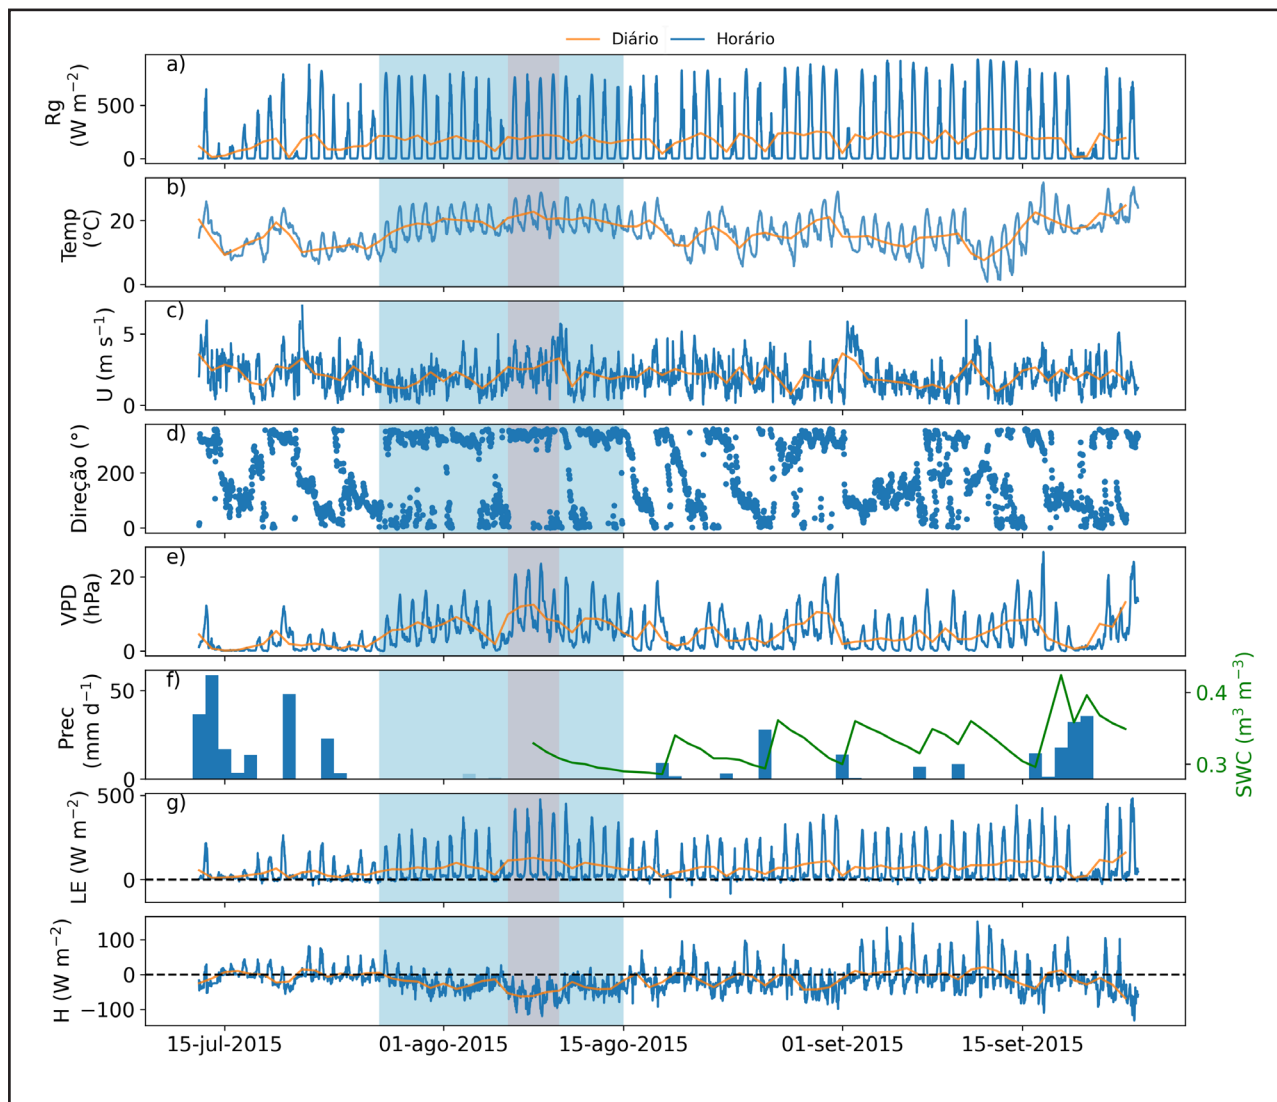 Diário Horário
a)
Rg
(W m⁻²)
500
0
b)
Temp
(°C)
20
0
c)
U (m s⁻¹)
5
0
d)
Direção (°)
200
0
e)
VPD
(hPa)
20
0
f)
Prec
(mm d⁻¹)
50
0
0.4
0.3
SWC (m³ m⁻³)
g)
LE (W m⁻²)
500
0
H (W m⁻²)
100
0
−100
15-jul-2015 01-ago-2015 15-ago-2015 01-set-2015 15-set-2015